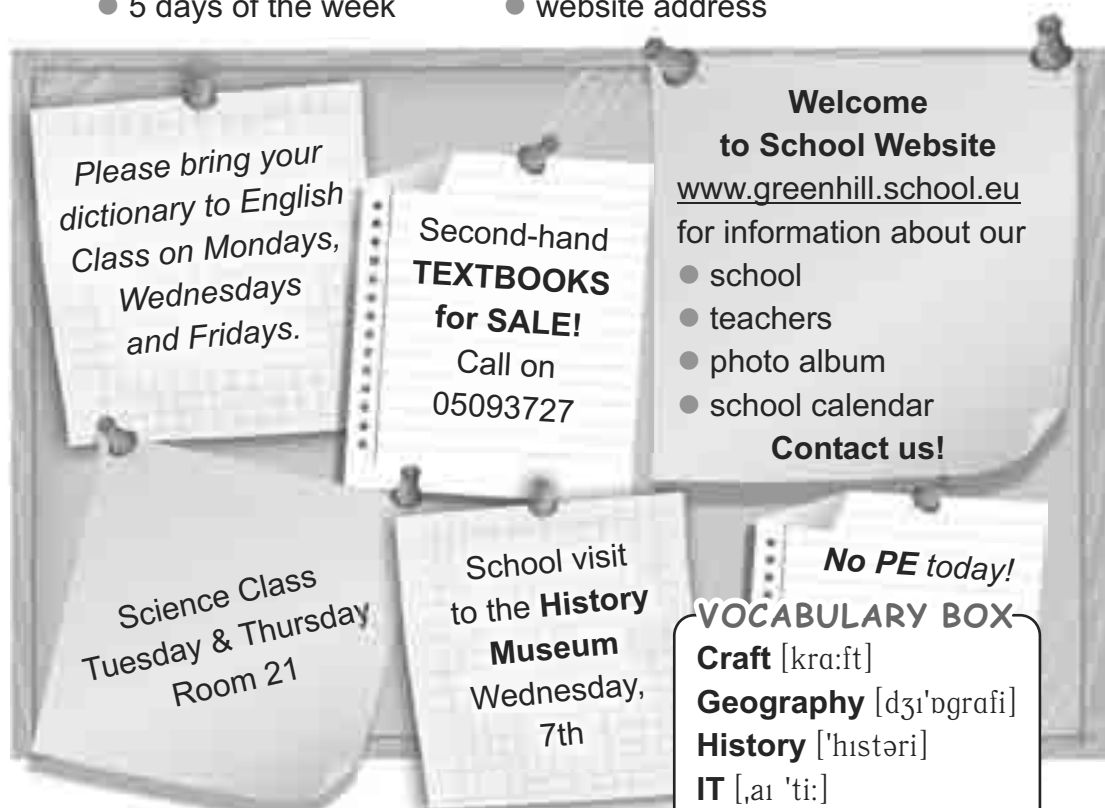 ● 5 days of the week
● website address
Please bring your
dictionary to English
Class on Mondays,
Wednesdays
and Fridays.
Second-hand
TEXTBOOKS
for SALE!
Call on
05093727
Welcome
to School Website
www.greenhill.school.eu
for information about our
● school
● teachers
● photo album
● school calendar
Contact us!
Science Class
Tuesday & Thursday
Room 21
School visit
to the History
Museum
Wednesday,
7th
No PE today!
VOCABULARY BOX
Craft [krɑ:ft]
Geography [dʒɪ'ɒgrɑfi]
History ['hɪstəri]
IT [ˌaɪ 'ti:]